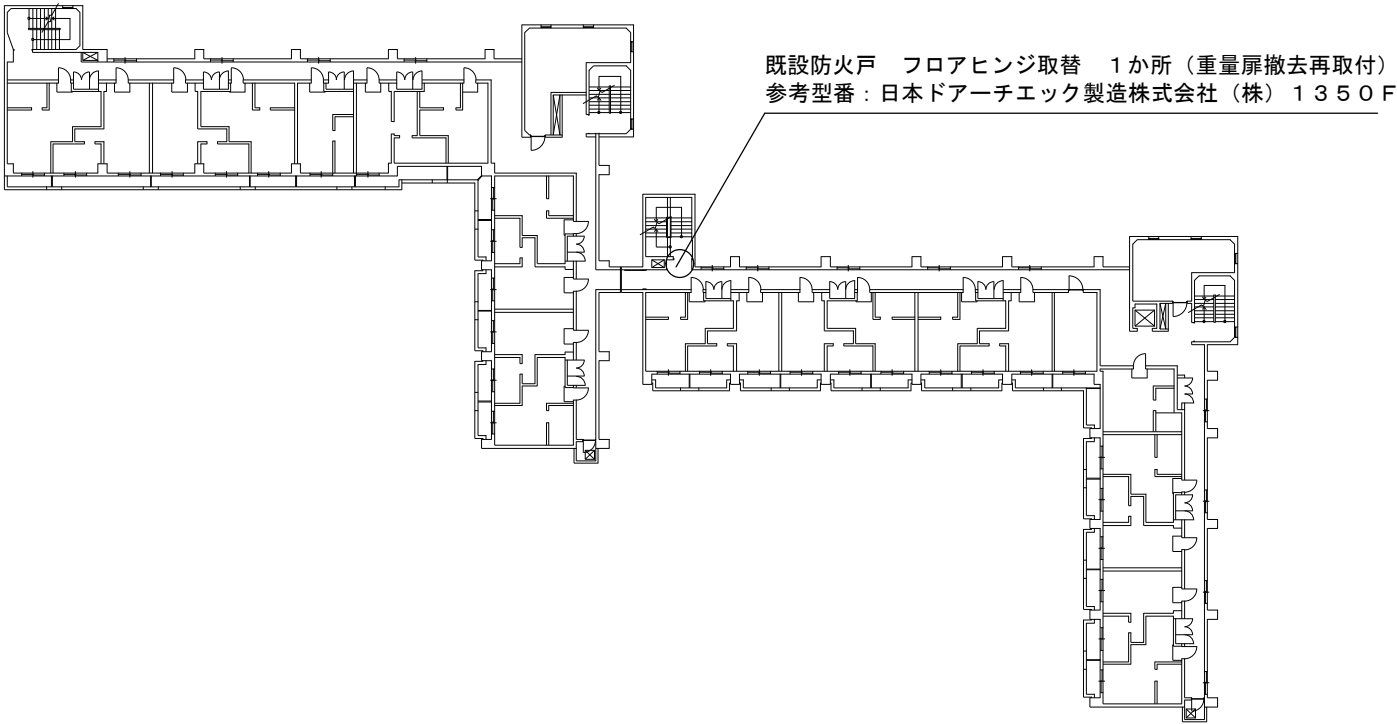 既設防火戸　フロアヒンジ取替　1か所（重量扉撤去再取付）
参考型番：日本ドアーチエック製造株式会社（株）１３５０Ｆ